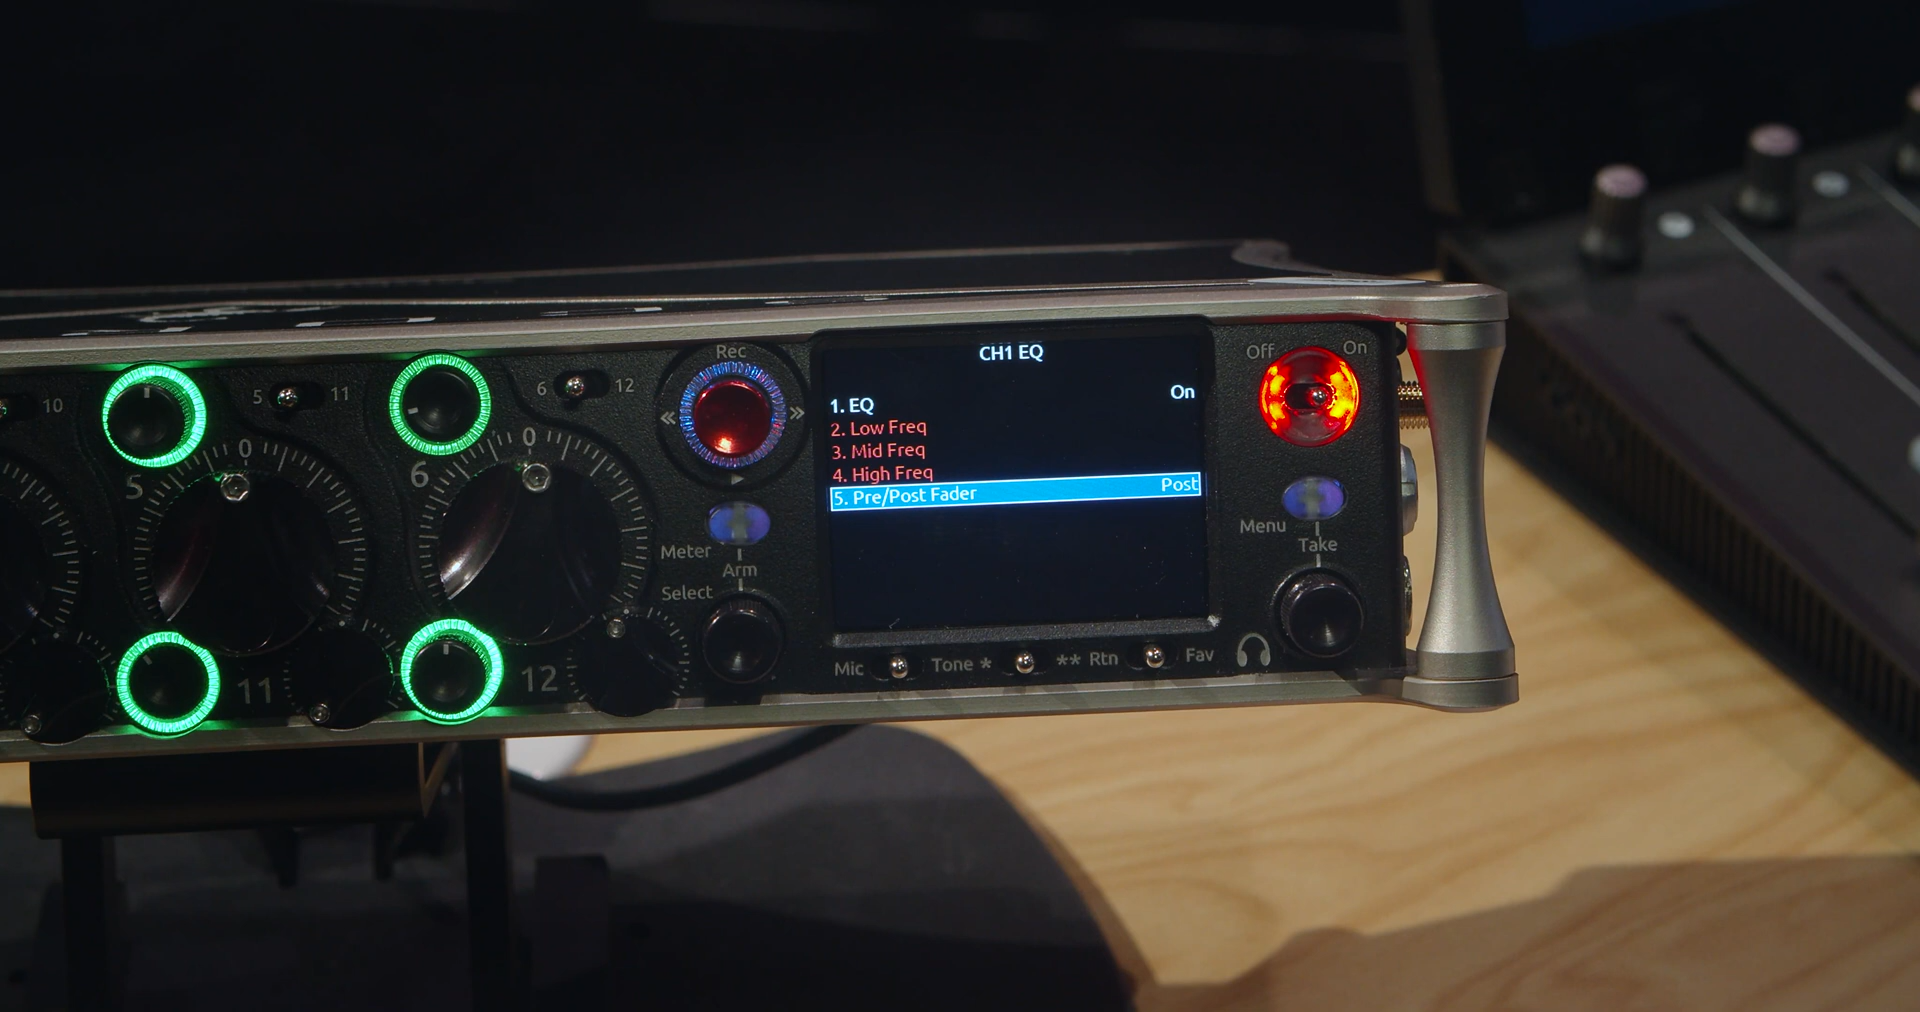 Rec
Off
On
CH1 EQ
10
5
11
6
12
«
»
1. EQ On
2. Low Freq
3. Mid Freq
4. High Freq
5. Pre/Post Fader Post
0
0
5
6
Meter
Arm
Select
Menu
Take
11
12
Mic
Tone *
** Rtn
Fav